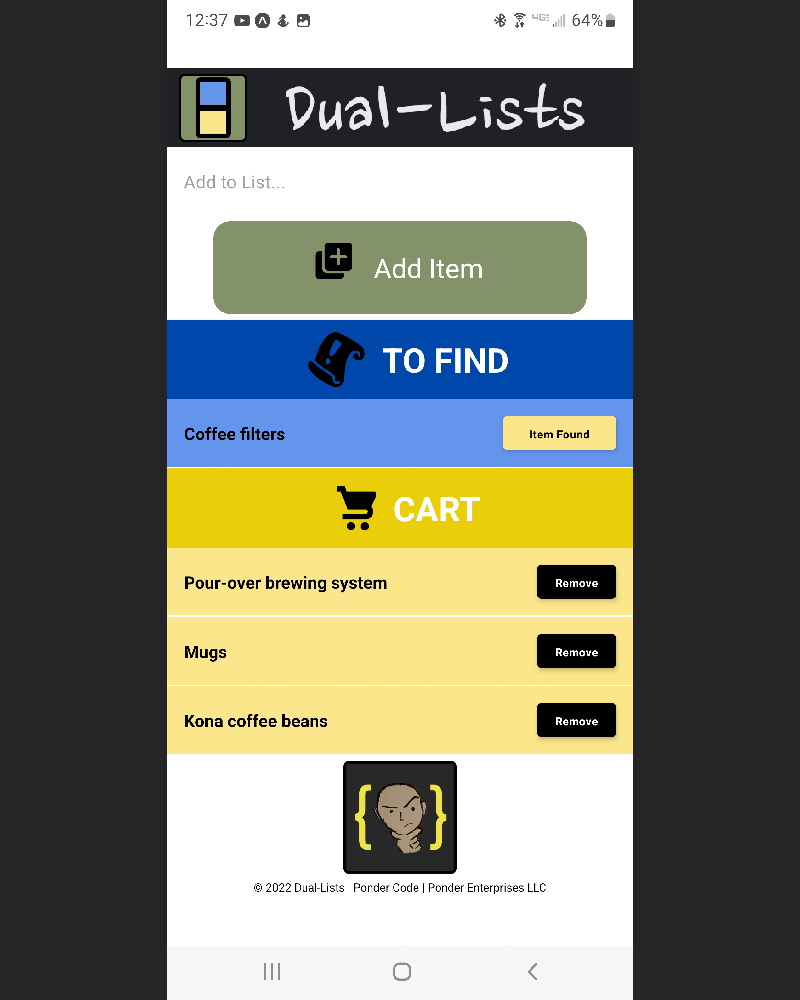 12:37 4GE 64%
Dual-Lists
Add to List...
Add Item
TO FIND
Coffee filters Item Found
CART
Pour-over brewing system Remove
Mugs Remove
Kona coffee beans Remove
{ }
© 2022 Dual-Lists Ponder Code | Ponder Enterprises LLC